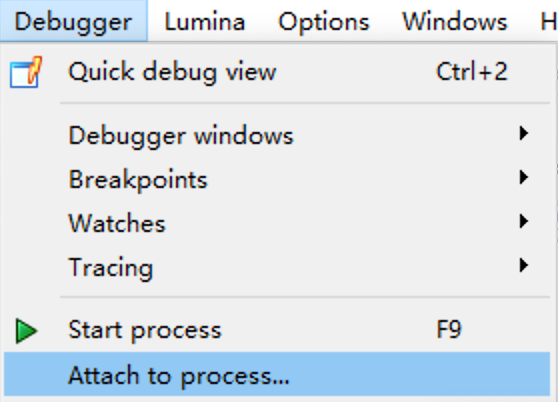 Debugger Lumina Options Windows H
Quick debug view Ctrl+2
Debugger windows
Breakpoints
Watches
Tracing
Start process F9
Attach to process...